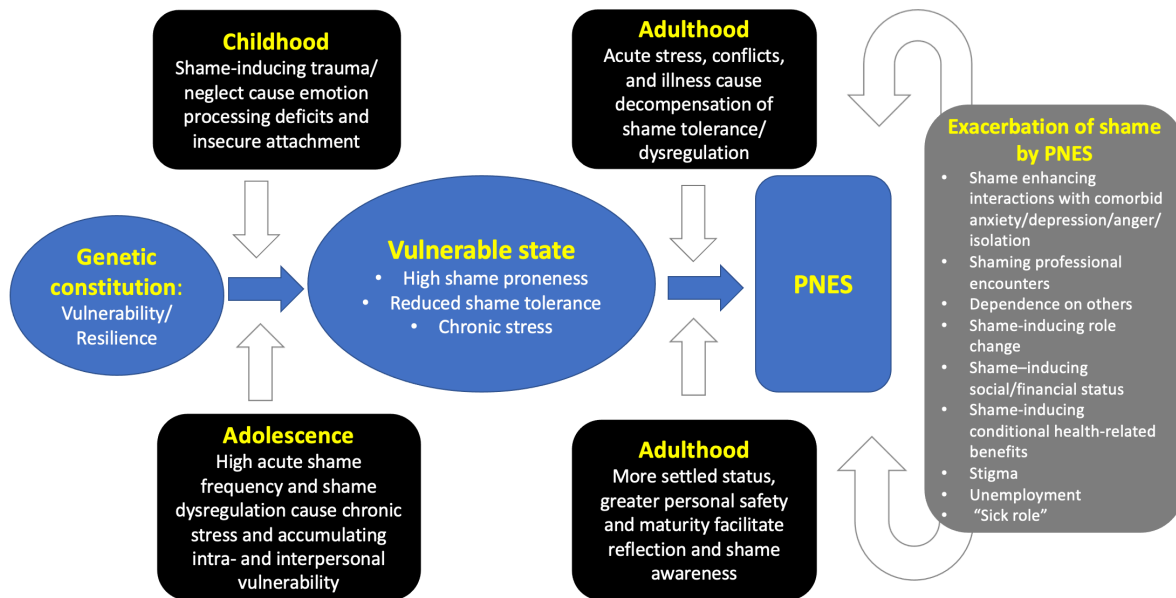 Childhood
Shame-inducing trauma/
neglect cause emotion
processing deficits and
insecure attachment
Adulthood
Acute stress, conflicts,
and illness cause
decompensation of
shame tolerance/
dysregulation
Genetic
constitution:
Vulnerability/
Resilience
Vulnerable state
• High shame proneness
• Reduced shame tolerance
• Chronic stress
PNES
Exacerbation of shame
by PNES
• Shame enhancing
interactions with comorbid
anxiety/depression/anger/
isolation
• Shaming professional
encounters
• Dependence on others
• Shame-inducing role
change
• Shame–inducing
social/financial status
• Shame-inducing
conditional health-related
benefits
• Stigma
• Unemployment
• “Sick role”
Adolescence
High acute shame
frequency and shame
dysregulation cause chronic
stress and accumulating
intra- and interpersonal
vulnerability
Adulthood
More settled status,
greater personal safety
and maturity facilitate
reflection and shame
awareness